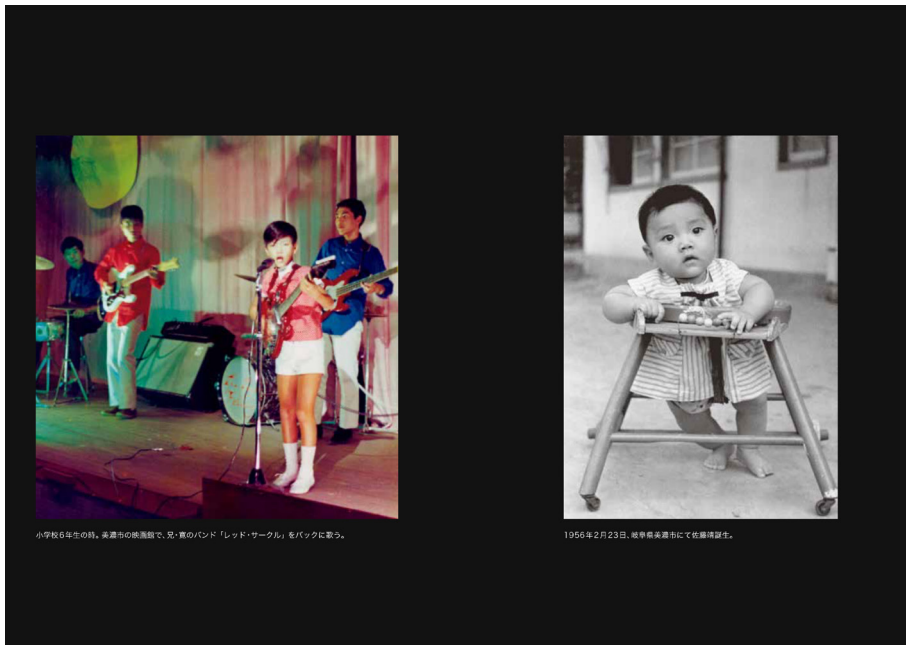 小学校6年生の時。美濃市の映画館で、兄・寛のバンド「レッド・サークル」をバックに歌う。
1956年2月23日、岐阜県美濃市にて佐藤靖誕生。